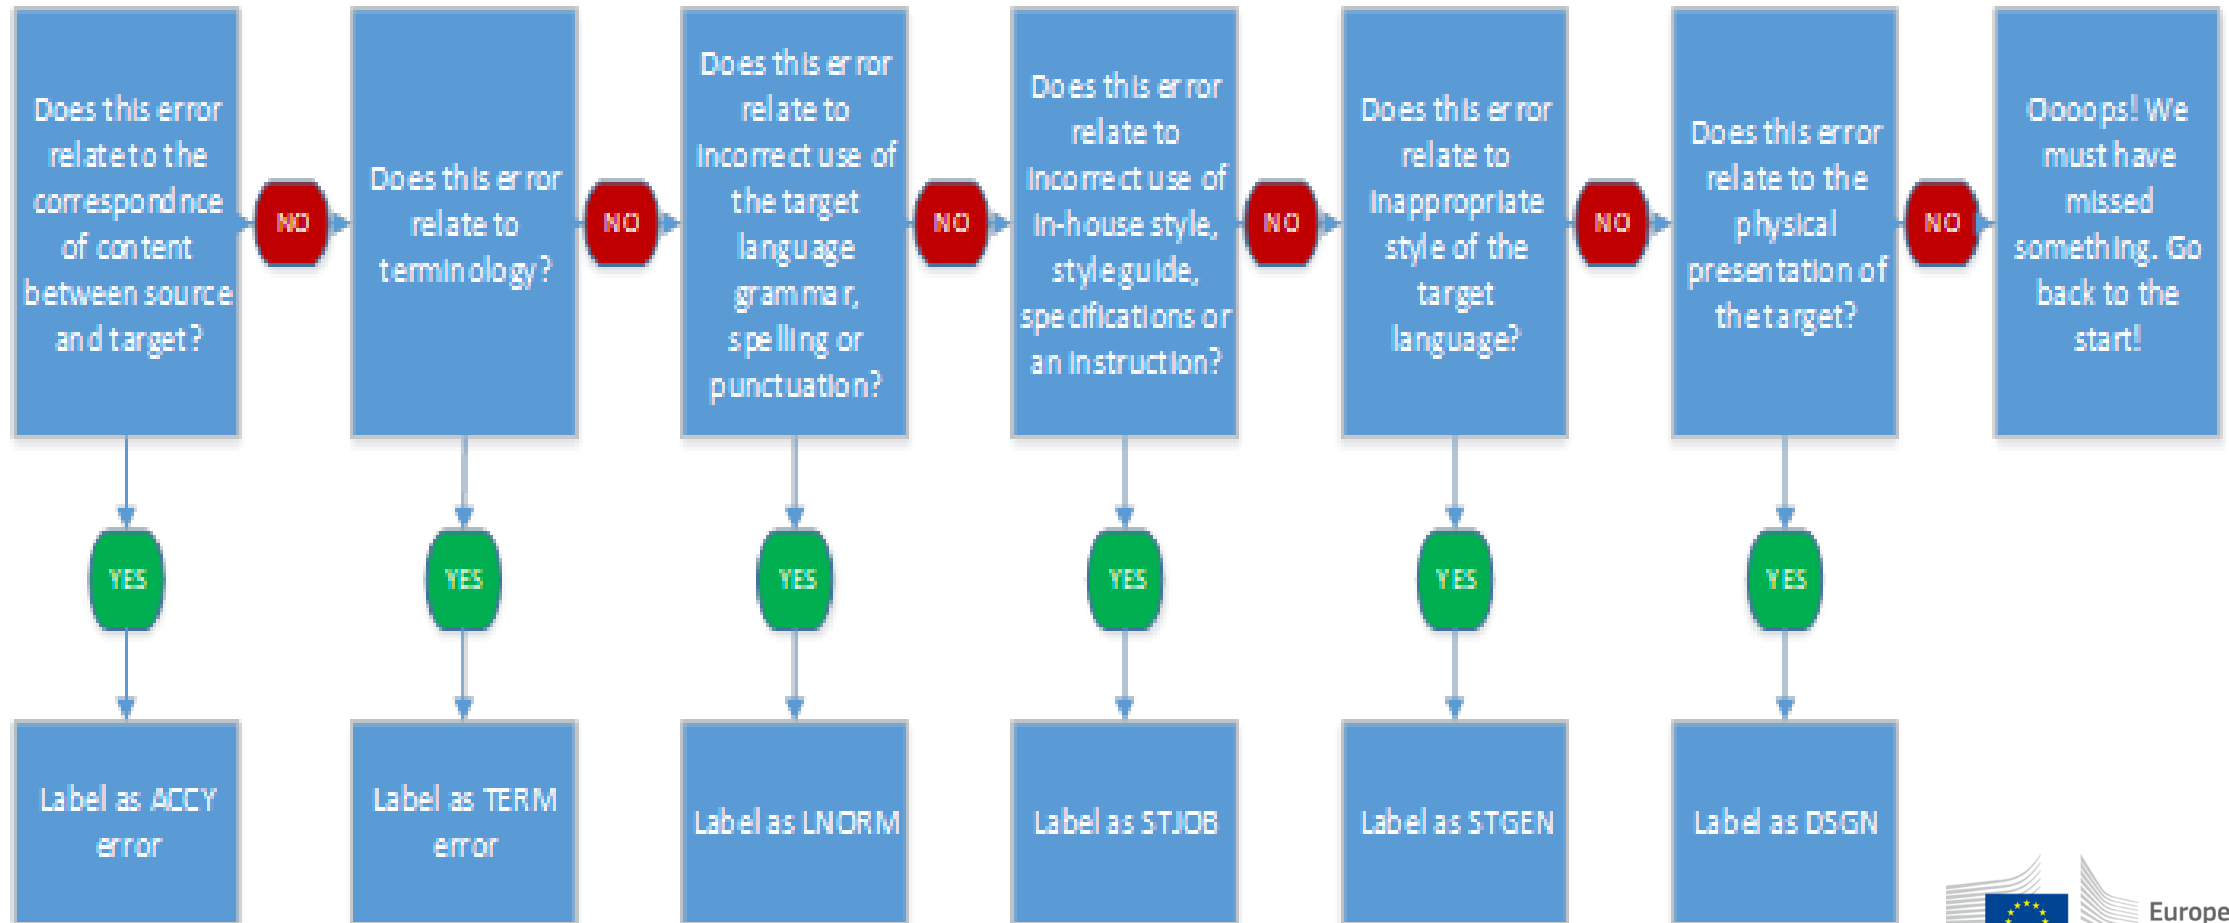 Does this error
relate to the
correspondnce
of content
between source
and target?
NO
Does this error
relate to
terminology?
NO
Does this error
relate to
incorrect use of
the target
language
grammar,
spelling or
punctuation?
NO
Does this error
relate to
incorrect use of
in-house style,
styleguide,
specifications or
an instruction?
NO
Does this error
relate to
inappropriate
style of the
target
language?
NO
Does this error
relate to the
physical
presentation of
the target?
NO
Oooops! We
must have
missed
something. Go
back to the
start!
YES
YES
YES
YES
YES
YES
Label as ACCY
error
Label as TERM
error
Label as LNORM
Label as STJOB
Label as STGEN
Label as DSGN
Europe